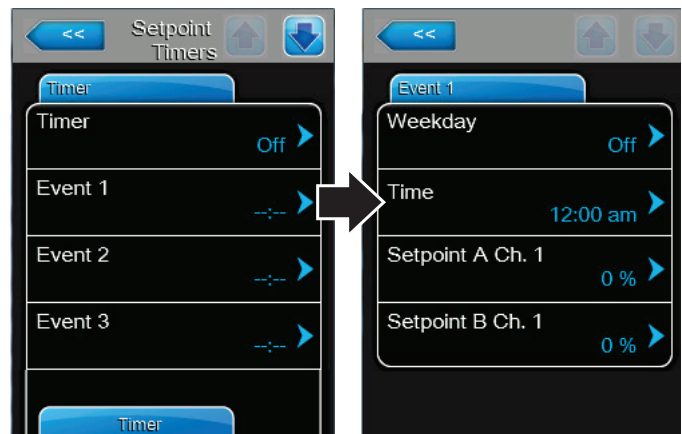 <<
Setpoint
Timers
Timer
Timer
Off
Event 1
--:--
Event 2
--:--
Event 3
--:--
Timer
<<
Event 1
Weekday
Off
Time
12:00 am
Setpoint A Ch. 1
0 %
Setpoint B Ch. 1
0 %